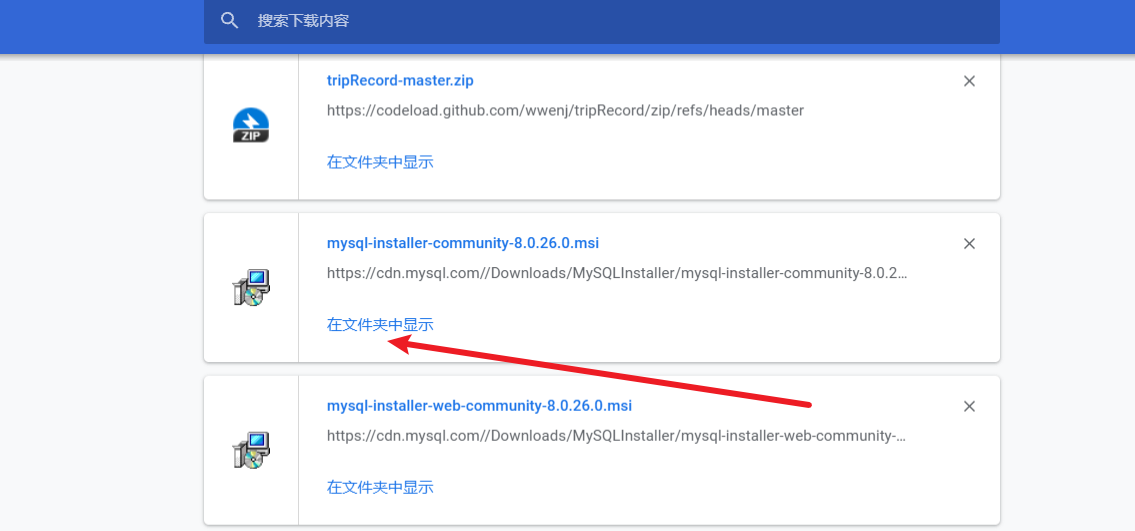 搜索下载内容
tripRecord-master.zip
https://codeload.github.com/wwenj/tripRecord/zip/refs/heads/master
ZIP
在文件夹中显示
mysql-installer-community-8.0.26.0.msi
https://cdn.mysql.com//Downloads/MySQLInstaller/mysql-installer-community-8.0.2...
在文件夹中显示
mysql-installer-web-community-8.0.26.0.msi
https://cdn.mysql.com//Downloads/MySQLInstaller/mysql-installer-web-community-...
在文件夹中显示